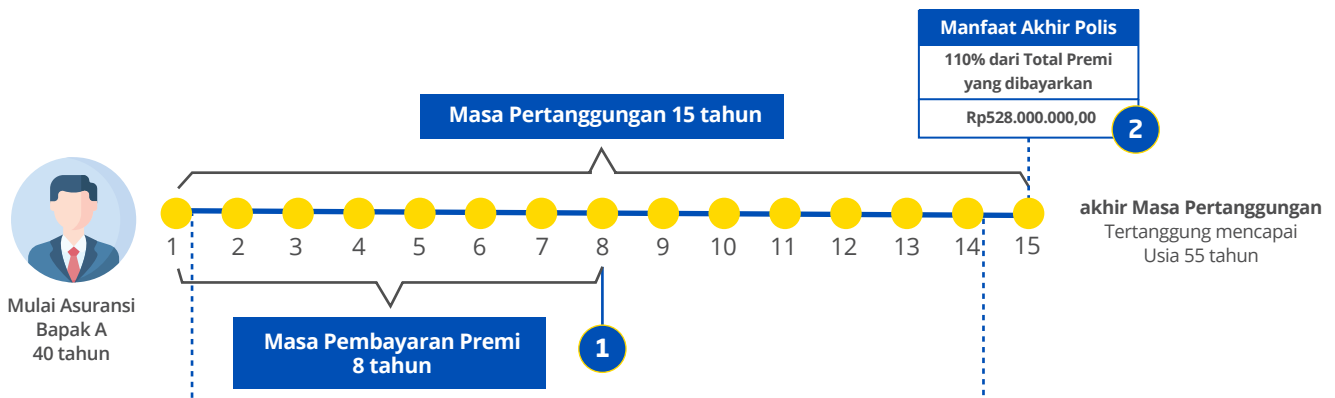 Manfaat Akhir Polis
110% dari Total Premi
yang dibayarkan
Rp528.000.000,00
2
Masa Pertanggungan 15 tahun
1 2 3 4 5 6 7 8 9 10 11 12 13 14 15
akhir Masa Pertanggungan
Tertanggung mencapai
Usia 55 tahun
Mulai Asuransi
Bapak A
40 tahun
Masa Pembayaran Premi
8 tahun
1